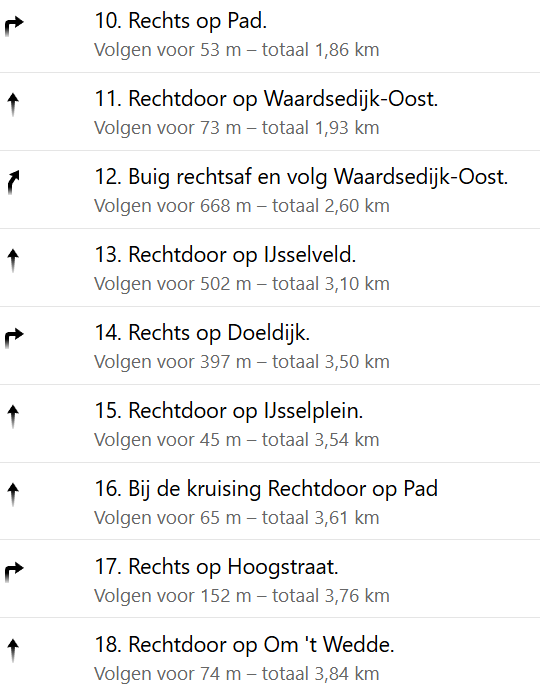 10. Rechts op Pad.
Volgen voor 53 m – totaal 1,86 km
11. Rechtdoor op Waardsedijk-Oost.
Volgen voor 73 m – totaal 1,93 km
12. Buig rechtsaf en volg Waardsedijk-Oost.
Volgen voor 668 m – totaal 2,60 km
13. Rechtdoor op IJsselveld.
Volgen voor 502 m – totaal 3,10 km
14. Rechts op Doeldijk.
Volgen voor 397 m – totaal 3,50 km
15. Rechtdoor op IJsselplein.
Volgen voor 45 m – totaal 3,54 km
16. Bij de kruising Rechtdoor op Pad
Volgen voor 65 m – totaal 3,61 km
17. Rechts op Hoogstraat.
Volgen voor 152 m – totaal 3,76 km
18. Rechtdoor op Om 't Wedde.
Volgen voor 74 m – totaal 3,84 km